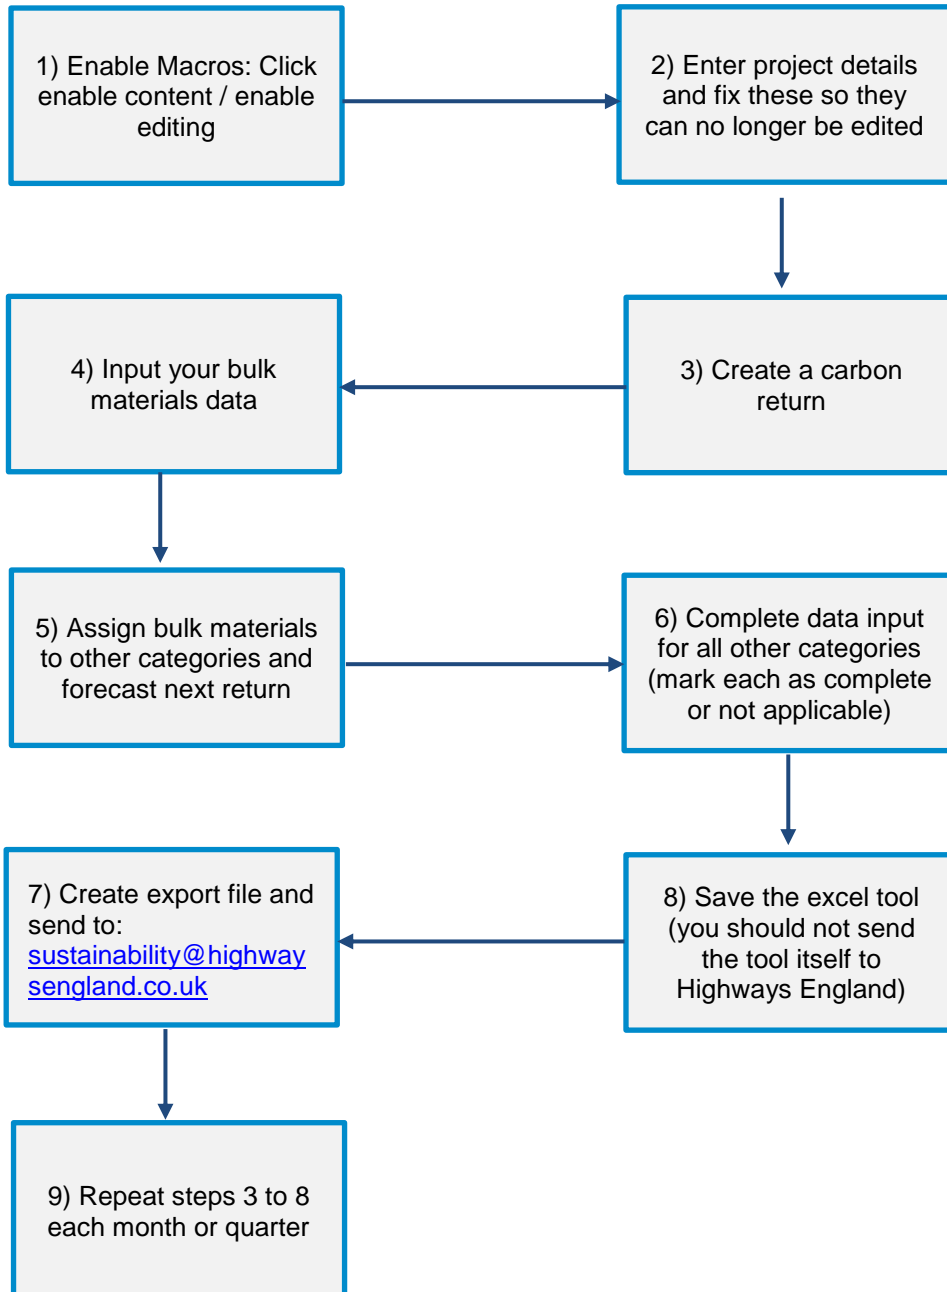 1) Enable Macros: Click
enable content / enable
editing
2) Enter project details
and fix these so they
can no longer be edited
3) Create a carbon
return
4) Input your bulk
materials data
5) Assign bulk materials
to other categories and
forecast next return
6) Complete data input
for all other categories
(mark each as complete
or not applicable)
8) Save the excel tool
(you should not send
the tool itself to
Highways England)
7) Create export file and
send to:
sustainability@highway
sengland.co.uk
9) Repeat steps 3 to 8
each month or quarter